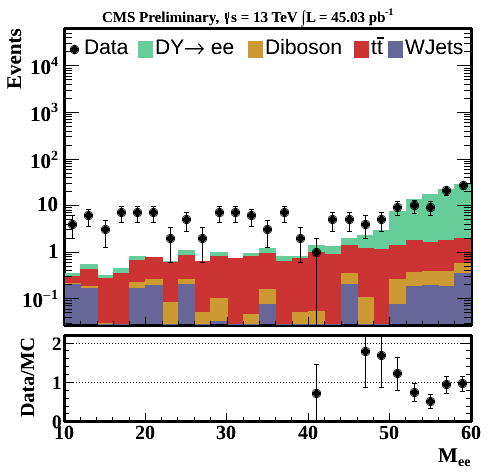 CMS Preliminary, √s = 13 TeV ∫L = 45.03 pb⁻¹
Events
Data DY→ ee Diboson tt̄ WJets
10⁴
10³
10²
10
1
10⁻¹
Data/MC
2
1
0
10 20 30 40 50 60
Mₑₑ